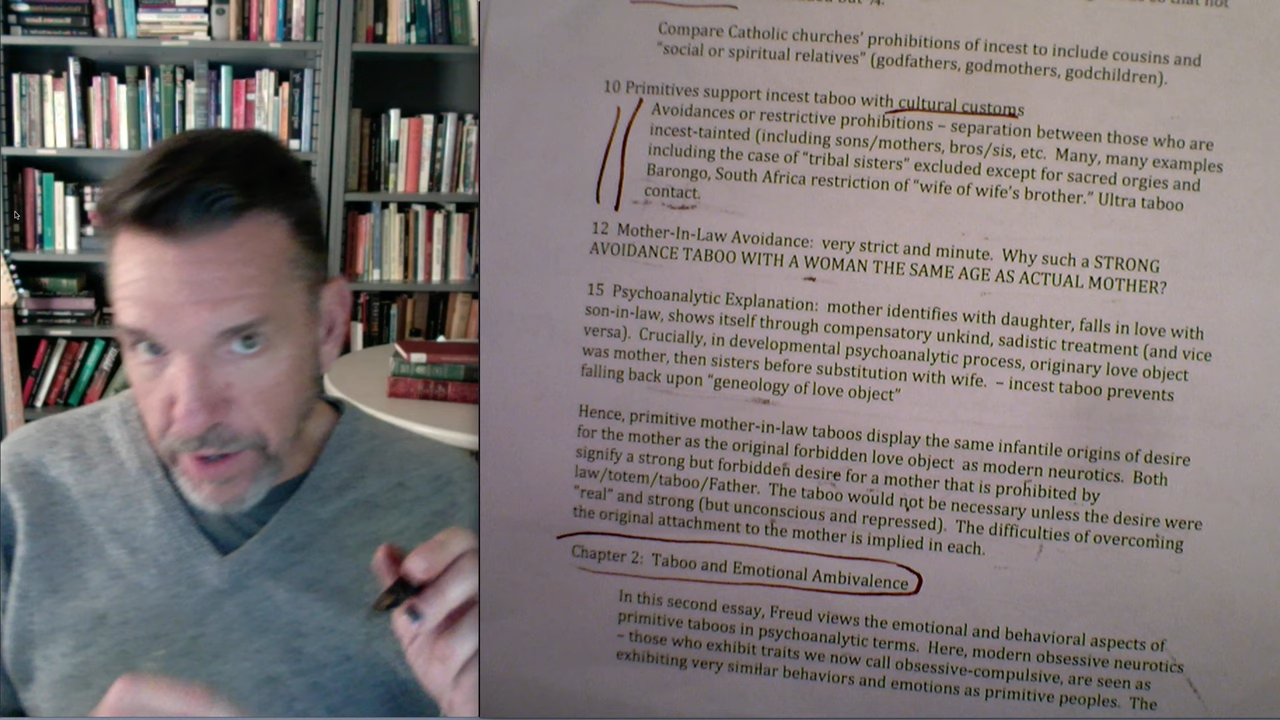 Compare Catholic churches' prohibitions of incest to include cousins and
"social or spiritual relatives" (godfathers, godmothers, godchildren).
10 Primitives support incest taboo with cultural customs
Avoidances or restrictive prohibitions – separation between those who are
incest-tainted (including sons/mothers, bros/sis, etc. Many, many examples
including the case of "tribal sisters" excluded except for sacred orgies and
Barongo, South Africa restriction of "wife of wife's brother." Ultra taboo
contact.
12 Mother-In-Law Avoidance: very strict and minute. Why such a STRONG
AVOIDANCE TABOO WITH A WOMAN THE SAME AGE AS ACTUAL MOTHER?
15 Psychoanalytic Explanation: mother identifies with daughter, falls in love with
son-in-law, shows itself through compensatory unkind, sadistic treatment (and vice
versa). Crucially, in developmental psychoanalytic process, originary love object
was mother, then sisters before substitution with wife. – incest taboo prevents
falling back upon "geneology of love object"
Hence, primitive mother-in-law taboos display the same infantile origins of desire
for the mother as the original forbidden love object as modern neurotics. Both
signify a strong but forbidden desire for a mother that is prohibited by
law/totem/taboo/Father. The taboo would not be necessary unless the desire were
"real" and strong (but unconscious and repressed). The difficulties of overcoming
the original attachment to the mother is implied in each.
Chapter 2: Taboo and Emotional Ambivalence
In this second essay, Freud views the emotional and behavioral aspects of
primitive taboos in psychoanalytic terms. Here, modern obsessive neurotics
– those who exhibit traits we now call obsessive-compulsive, are seen as
exhibiting very similar behaviors and emotions as primitive peoples. The